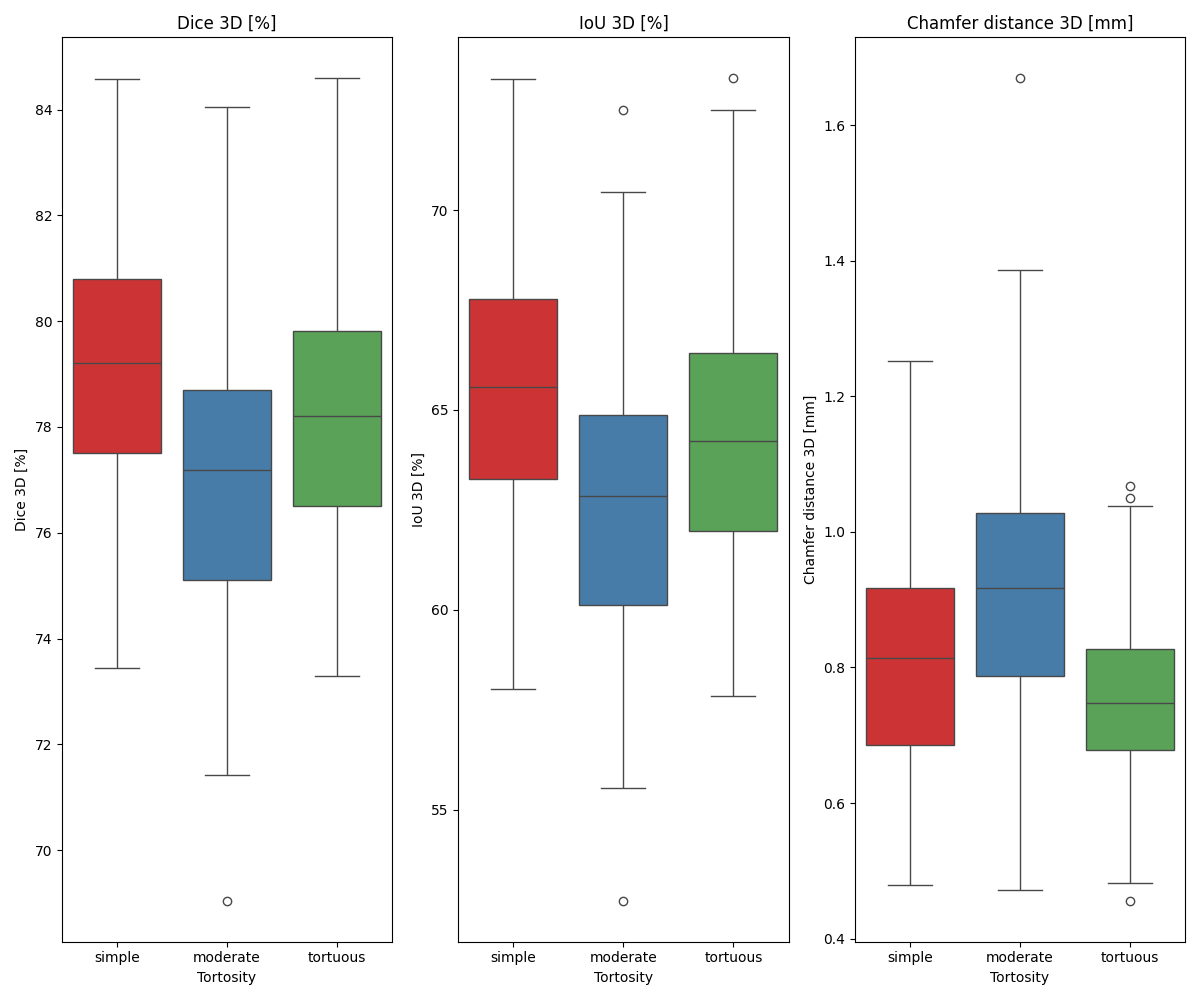 Dice 3D [%]
Dice 3D [%]
84
82
80
78
76
74
72
70
simple moderate tortuous
Tortosity
IoU 3D [%]
IoU 3D [%]
70
65
60
55
simple moderate tortuous
Tortosity
Chamfer distance 3D [mm]
Chamfer distance 3D [mm]
1.6
1.4
1.2
1.0
0.8
0.6
0.4
simple moderate tortuous
Tortosity